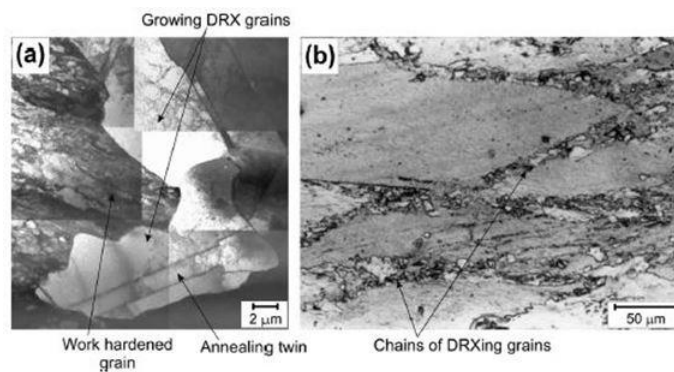 Growing DRX grains
(a)
(b)
2 μm
50 μm
Work hardened
grain
Annealing twin
Chains of DRXing grains